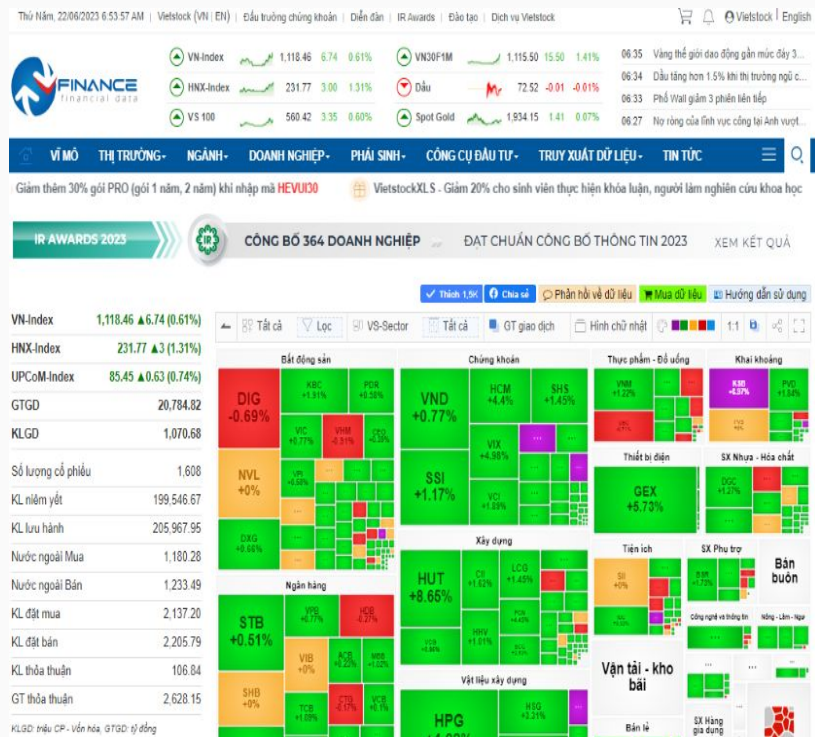 Thứ Năm, 22/06/2023 6:53:57 AM | Vietstock (VN | EN) | Đấu trường chứng khoán | Diễn đàn | IR Awards | Đào tạo | Dịch vụ Vietstock
Vietstock | English
FINANCE
financial data
VN-Index 1,118.46 6.74 0.61%
HNX-Index 231.77 3.00 1.31%
VS 100 560.42 3.35 0.60%
VN30F1M 1,115.50 15.50 1.41%
Dầu 72.52 -0.01 -0.01%
Spot Gold 1,934.15 1.41 0.07%
06:35 Vàng thế giới dao động gần mức đáy 3...
06:34 Dầu tăng hơn 1.5% khi thị trường ngũ c...
06:33 Phố Wall giảm 3 phiên liên tiếp
06:27 Nợ ròng của lĩnh vực công tại Anh vượt...
VĨ MÔ THỊ TRƯỜNG NGÀNH DOANH NGHIỆP PHÁI SINH CÔNG CỤ ĐẦU TƯ TRUY XUẤT DỮ LIỆU TIN TỨC
Giảm thêm 30% gói PRO (gói 1 năm, 2 năm) khi nhập mã HEVUI30 VietstockXLS - Giảm 20% cho sinh viên thực hiện khóa luận, người làm nghiên cứu khoa học
IR AWARDS 2023 IR CÔNG BỐ 364 DOANH NGHIỆP ĐẠT CHUẨN CÔNG BỐ THÔNG TIN 2023 XEM KẾT QUẢ
Thích 1,5K Chia sẻ Phản hồi về dữ liệu Mua dữ liệu Hướng dẫn sử dụng
VN-Index 1,118.46 ▲6.74 (0.61%)
HNX-Index 231.77 ▲3 (1.31%)
UPCoM-Index 85.45 ▲0.63 (0.74%)
GTGD 20,784.82
KLGD 1,070.68
Số lượng cổ phiếu 1,608
KL niêm yết 199,546.67
KL lưu hành 205,967.95
Nước ngoài Mua 1,180.28
Nước ngoài Bán 1,233.49
KL đặt mua 2,137.20
KL đặt bán 2,205.79
KL thỏa thuận 106.84
GT thỏa thuận 2,628.15
KLGD: triệu CP - Vốn hóa, GTGD: tỷ đồng
Tất cả Lọc VS-Sector Tất cả GT giao dịch Hình chữ nhật 1:1
Bất động sản
DIG
-0.69%
KBC
+1.91%
PDR
+0.58%
VIC
+0.77%
VHM
-0.91%
CEO
NVL
+0%
VPI
DXG
+0.66%
Ngân hàng
STB
+0.51%
VPB
+0.77%
HDB
-0.27%
VIB
+0%
ACB
+0.23%
MBB
SHB
+0%
TCB
CTG
-0.17%
VCB
+0.1%
Chứng khoán
VND
+0.77%
HCM
+4.4%
SHS
+1.45%
SSI
+1.17%
VIX
+4.98%
VCI
Xây dựng
HUT
+8.65%
CII
+1.62%
LCG
+1.45%
HHV
+1.01%
Vật liệu xây dựng
HPG
HSG
+2.21%
Thực phẩm - Đồ uống
VNM
+1.22%
Khai khoáng
KSB
PVD
+1.84%
Thiết bị điện
GEX
+5.73%
SX Nhựa - Hóa chất
DGC
+1.27%
Tiện ích
SX Phụ trợ
Bán buôn
Công nghệ và thông tin
Nông - Lâm - Ngư
Vận tải - kho bãi
Bán lẻ
SX Hàng gia dụng